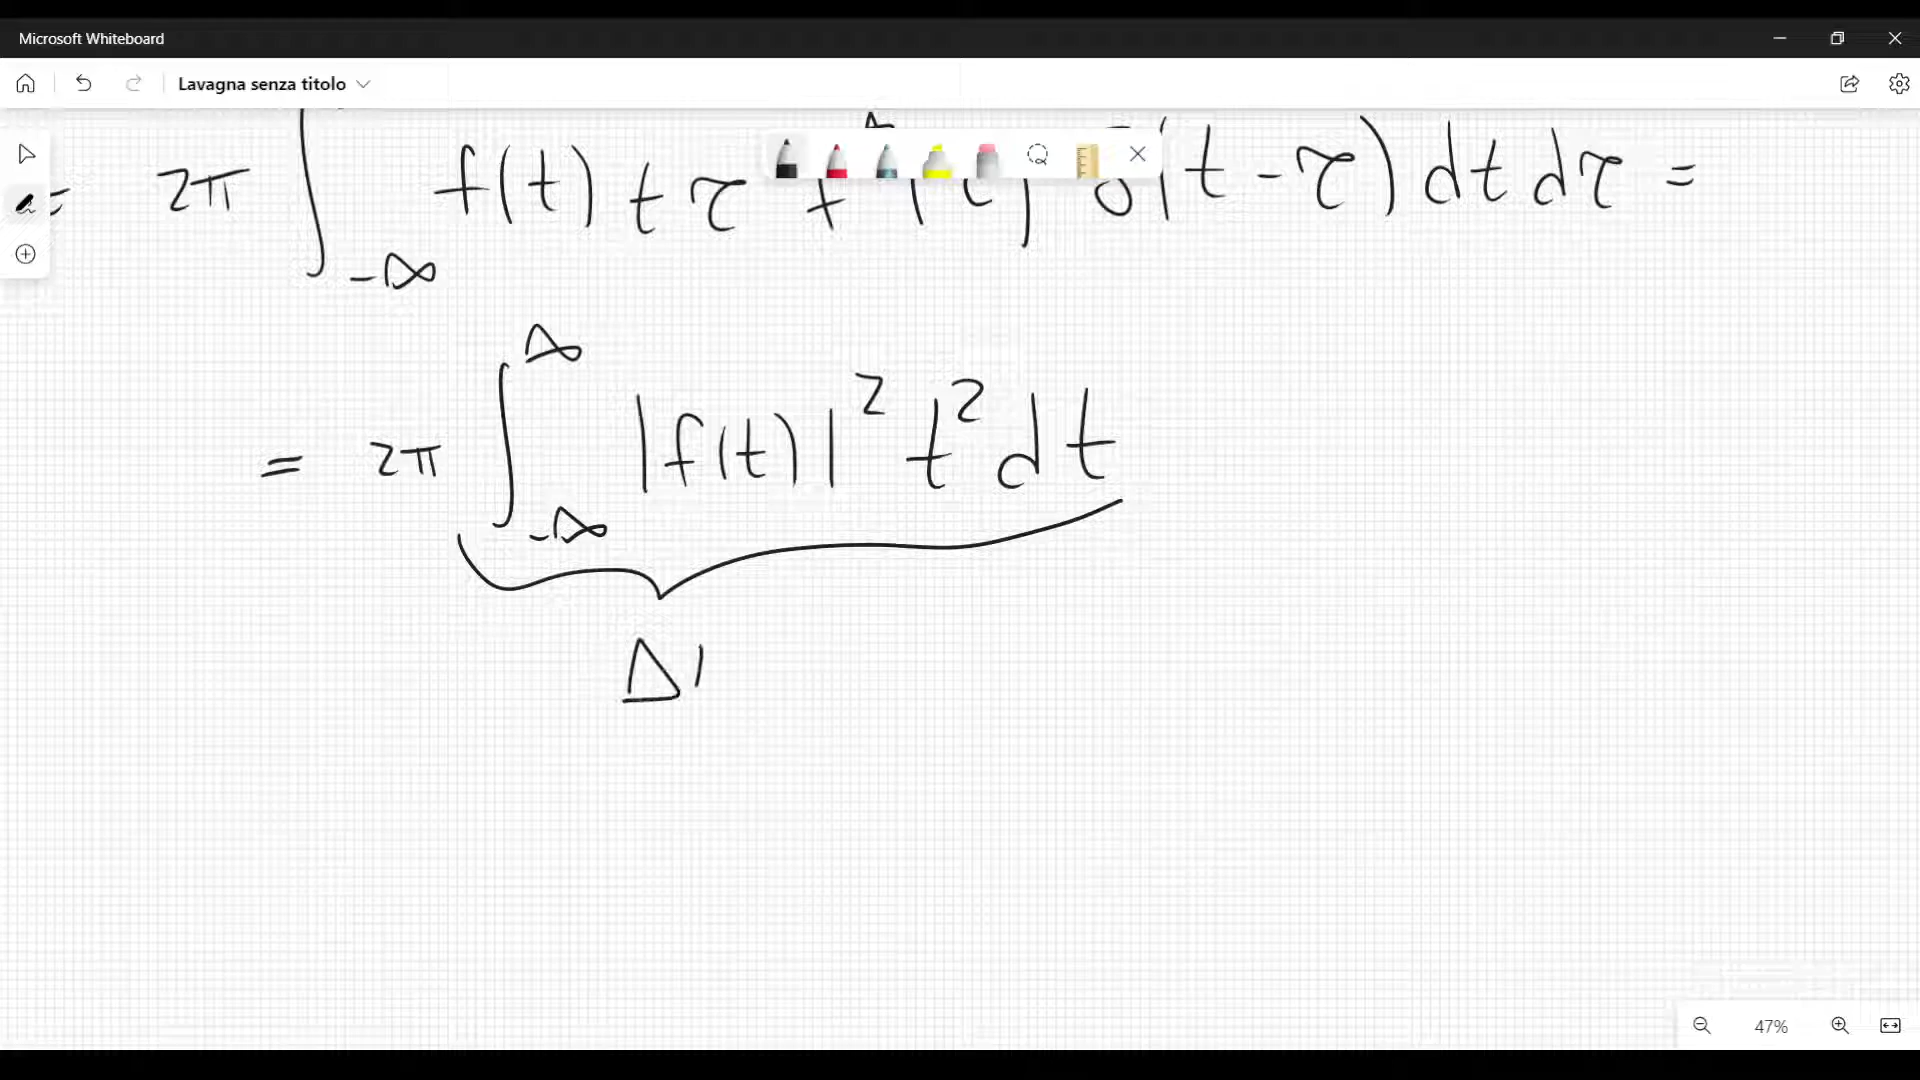 Microsoft Whiteboard
Lavagna senza titolo
= 2π ∫ f(t) t τ f*(τ) δ(t - τ) dt dτ =
-∞
= 2π ∫_{-∞}^{∞} |f(t)|² t² dt
Δ
47%